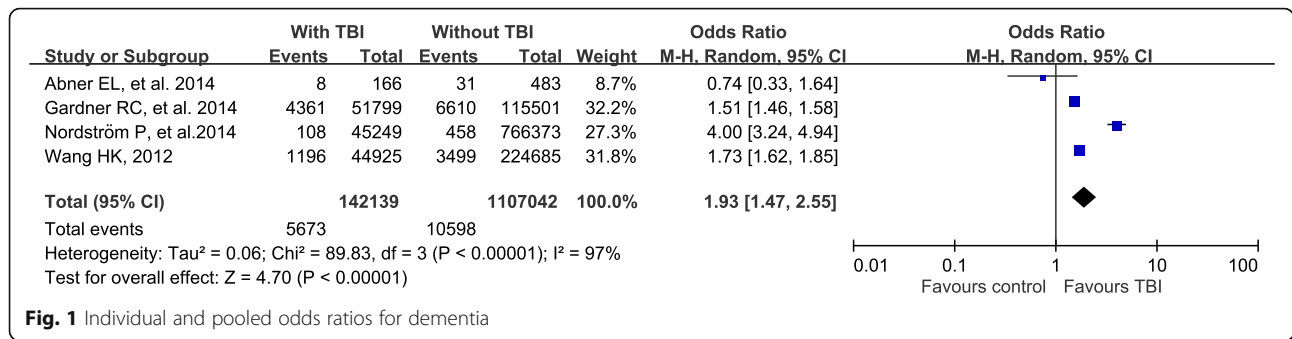 With TBI Without TBI Odds Ratio Odds Ratio
Study or Subgroup Events Total Events Total Weight M-H, Random, 95% CI M-H, Random, 95% CI
Abner EL, et al. 2014 8 166 31 483 8.7% 0.74 [0.33, 1.64]
Gardner RC, et al. 2014 4361 51799 6610 115501 32.2% 1.51 [1.46, 1.58]
Nordström P, et al.2014 108 45249 458 766373 27.3% 4.00 [3.24, 4.94]
Wang HK, 2012 1196 44925 3499 224685 31.8% 1.73 [1.62, 1.85]
Total (95% CI) 142139 1107042 100.0% 1.93 [1.47, 2.55]
Total events 5673 10598
Heterogeneity: Tau² = 0.06; Chi² = 89.83, df = 3 (P < 0.00001); I² = 97%
Test for overall effect: Z = 4.70 (P < 0.00001)
0.01 0.1 1 10 100
Favours control Favours TBI
Fig. 1 Individual and pooled odds ratios for dementia